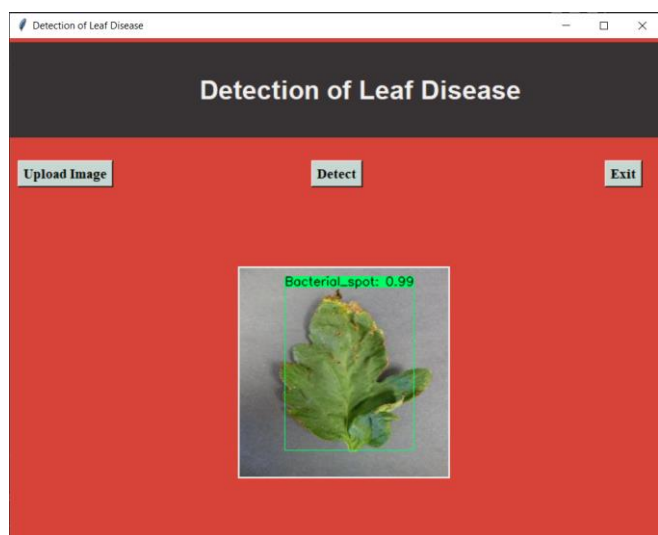 Detection of Leaf Disease
Detection of Leaf Disease
Upload Image
Detect
Exit
Bacterial_spot: 0.99